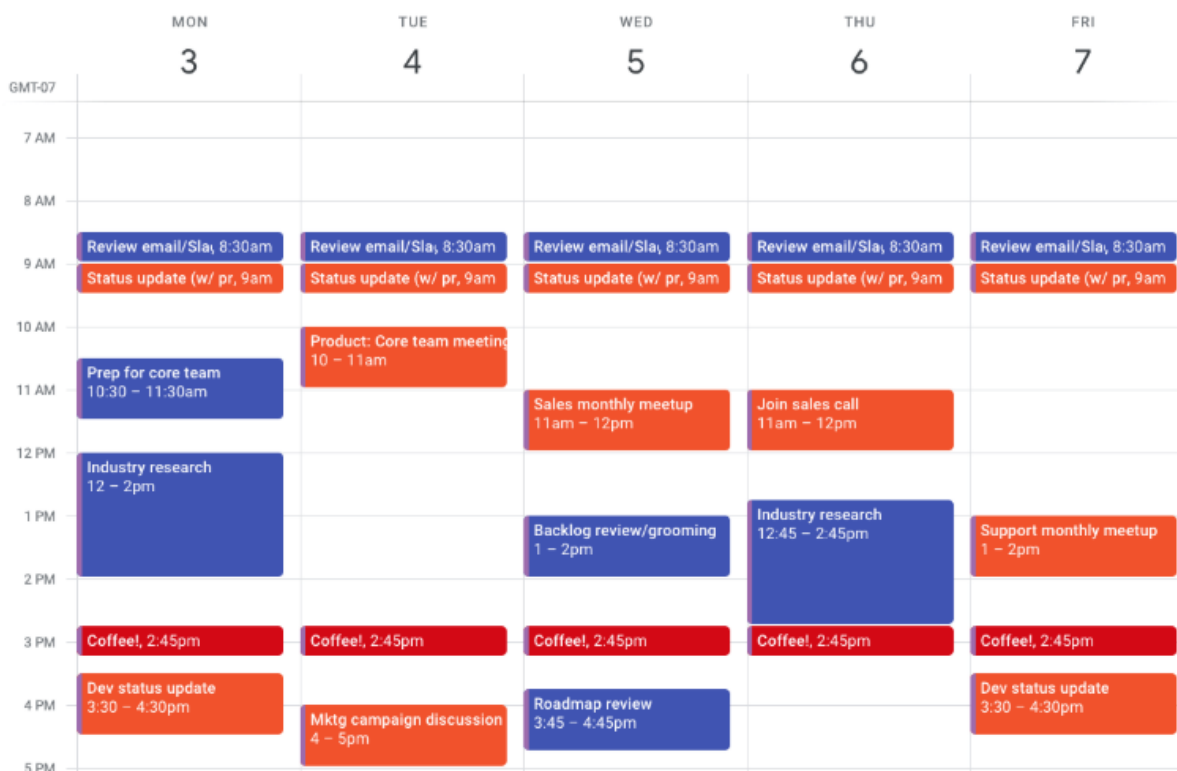 MON TUE WED THU FRI
3 4 5 6 7
GMT-07
7 AM
8 AM
Review email/Sla, 8:30am Review email/Sla, 8:30am Review email/Sla, 8:30am Review email/Sla, 8:30am Review email/Sla, 8:30am
9 AM
Status update (w/ pr, 9am Status update (w/ pr, 9am Status update (w/ pr, 9am Status update (w/ pr, 9am Status update (w/ pr, 9am
10 AM
Product: Core team meeting
10 – 11am
Prep for core team
10:30 – 11:30am
11 AM
Sales monthly meetup Join sales call
11am – 12pm 11am – 12pm
12 PM
Industry research
12 – 2pm
1 PM
Industry research
12:45 – 2:45pm
Backlog review/grooming Support monthly meetup
1 – 2pm 1 – 2pm
2 PM
3 PM
Coffee!, 2:45pm Coffee!, 2:45pm Coffee!, 2:45pm Coffee!, 2:45pm Coffee!, 2:45pm
Dev status update Dev status update
3:30 – 4:30pm 3:30 – 4:30pm
4 PM
Roadmap review
3:45 – 4:45pm
Mktg campaign discussion
4 – 5pm
5 PM